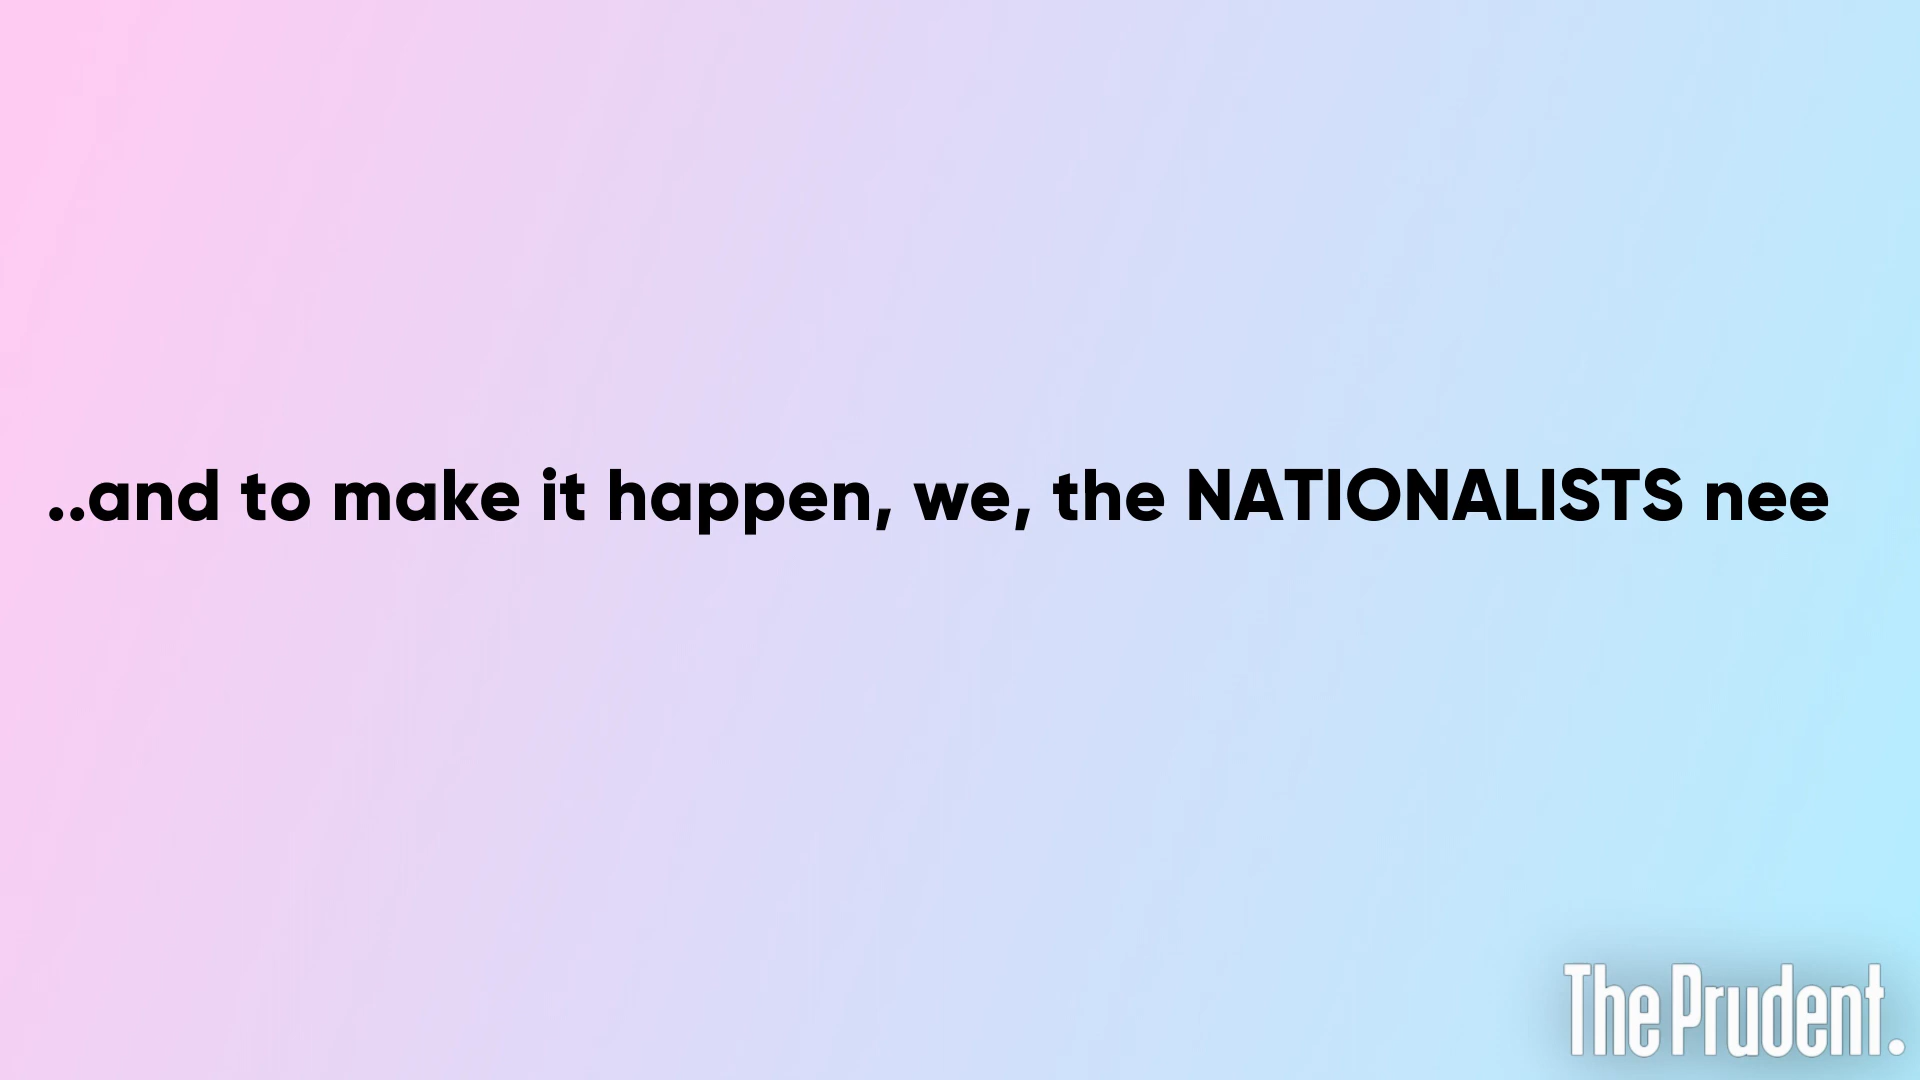 ..and to make it happen, we, the NATIONALISTS nee
The Prudent.